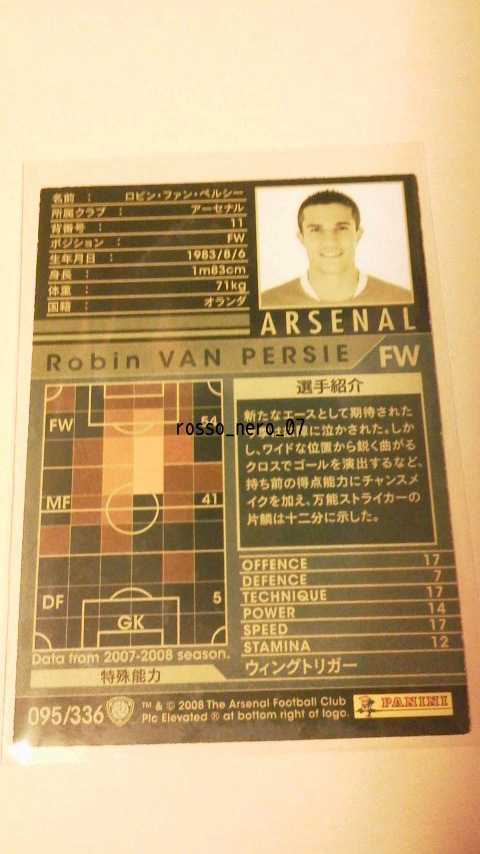 名前 : ロビン・ファン・ペルシー
所属クラブ : アーセナル
背番号 : 11
ポジション : FW
生年月日 : 1983/8/6
身長 : 1m83cm
体重 : 71kg
国籍 : オランダ
ARSENAL
Robin VAN PERSIE FW
FW 54
MF 41
DF 5
GK
Data from 2007-2008 season.
選手紹介
新たなエースとして期待された
に泣かされた。しか
し、ワイドな位置から鋭く曲がる
クロスでゴールを演出するなど、
持ち前の得点能力にチャンスメ
イクを加え、万能ストライカーの
片鱗は十二分に示した。
rosso_nero_07
OFFENCE 17
DEFENCE 7
TECHNIQUE 17
POWER 14
SPEED 17
STAMINA 12
特殊能力 ウィングトリガー
095/336
™ & © 2008 The Arsenal Football Club
Plc Elevated ® at bottom right of logo.
PANINI